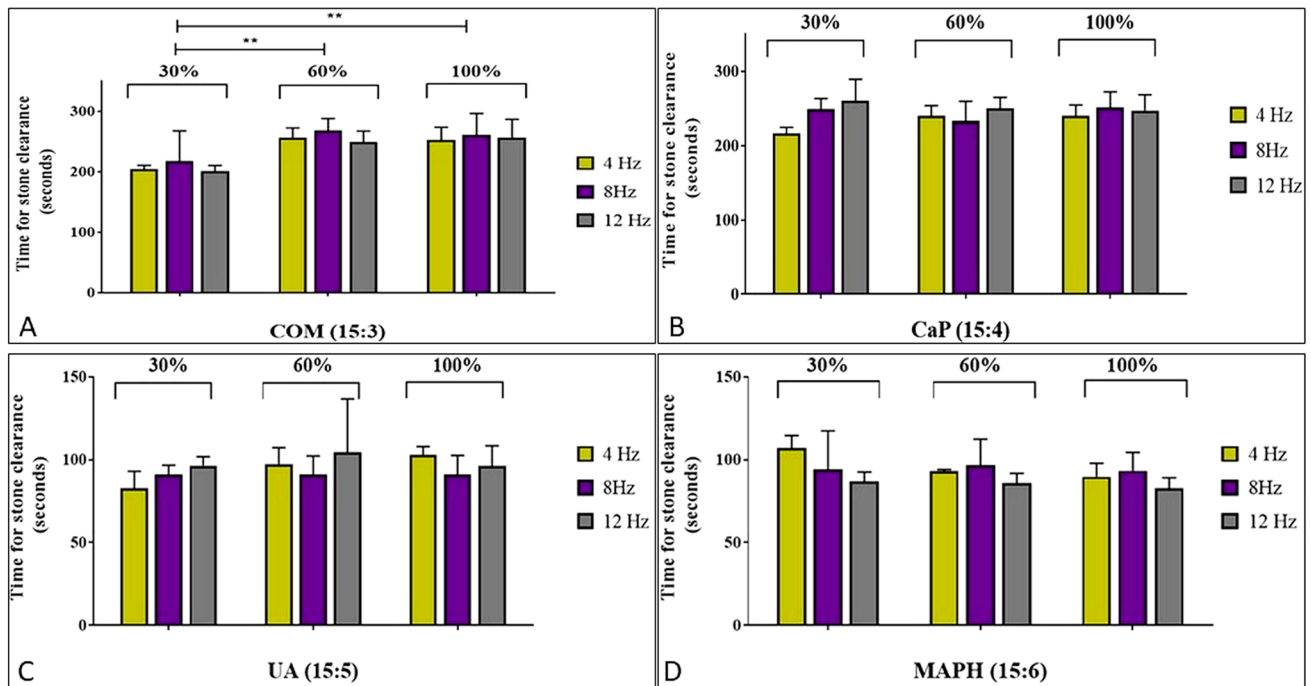 **
**
30% 60% 100%
Time for stone clearance
(seconds)
300
200
100
0
4 Hz
8Hz
12 Hz
A
COM (15:3)
30% 60% 100%
Time for stone clearance
(seconds)
300
200
100
0
4 Hz
8Hz
12 Hz
B
CaP (15:4)
30% 60% 100%
Time for stone clearance
(seconds)
150
100
50
0
4 Hz
8Hz
12 Hz
C
UA (15:5)
30% 60% 100%
Time for stone clearance
(seconds)
150
100
50
0
4 Hz
8Hz
12 Hz
D
MAPH (15:6)